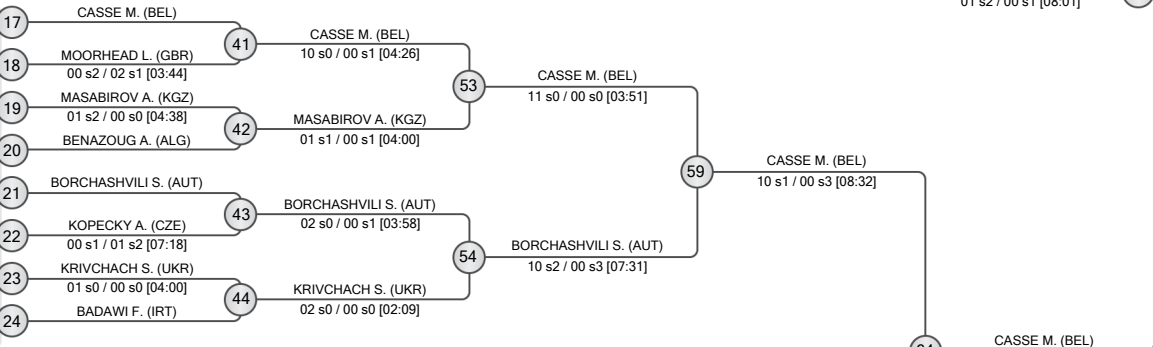 01 s2 / 00 s1 [08:01]
17
CASSE M. (BEL)
41
CASSE M. (BEL)
10 s0 / 00 s1 [04:26]
18
MOORHEAD L. (GBR)
00 s2 / 02 s1 [03:44]
53
CASSE M. (BEL)
11 s0 / 00 s0 [03:51]
19
MASABIROV A. (KGZ)
01 s2 / 00 s0 [04:38]
42
MASABIROV A. (KGZ)
01 s1 / 00 s1 [04:00]
20
BENAZOUG A. (ALG)
59
CASSE M. (BEL)
10 s1 / 00 s3 [08:32]
21
BORCHASHVILI S. (AUT)
43
BORCHASHVILI S. (AUT)
02 s0 / 00 s1 [03:58]
22
KOPECKY A. (CZE)
00 s1 / 01 s2 [07:18]
54
BORCHASHVILI S. (AUT)
10 s2 / 00 s3 [07:31]
23
KRIVCHACH S. (UKR)
01 s0 / 00 s0 [04:00]
44
KRIVCHACH S. (UKR)
02 s0 / 00 s0 [02:09]
24
BADAWI F. (IRT)
CASSE M. (BEL)